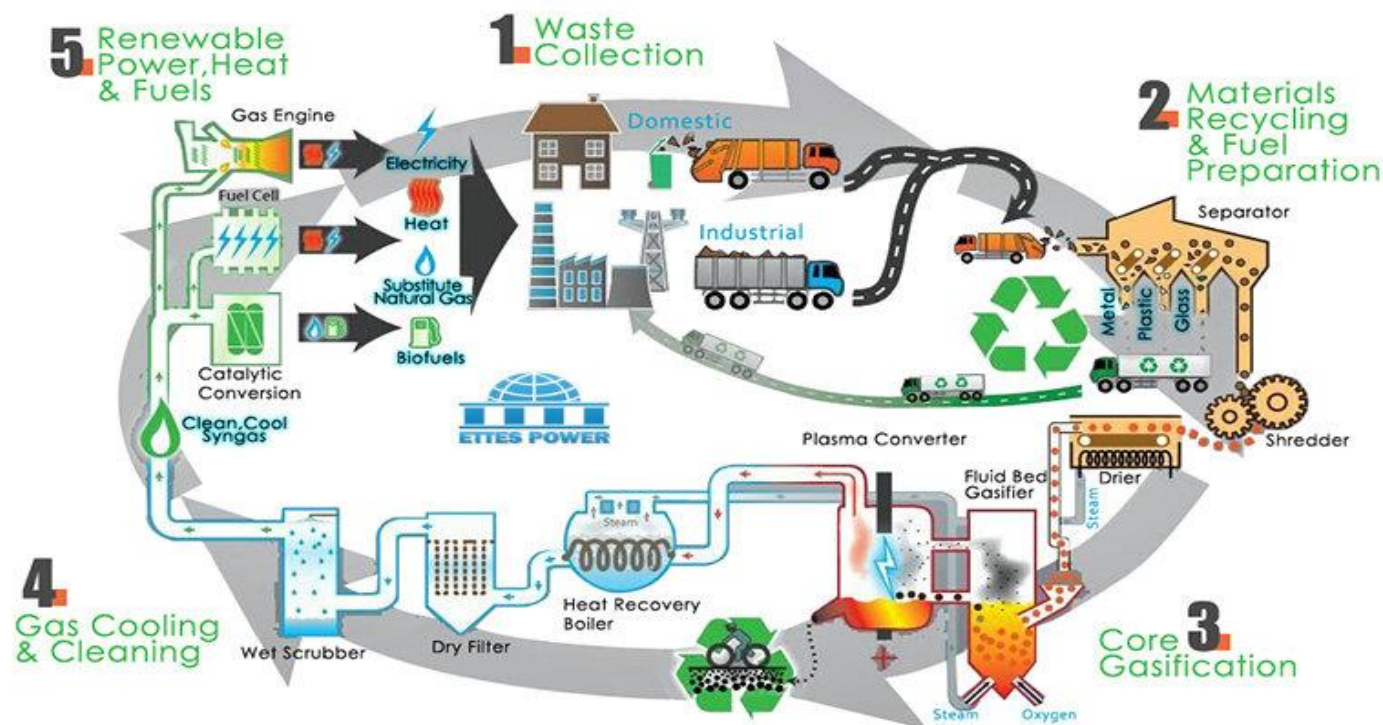 1.
Waste
Collection
Domestic
Industrial
2.
Materials
Recycling
& Fuel
Preparation
Separator
Metal
Plastic
Glass
Shredder
Drier
Steam
3.
Core
Gasification
Fluid Bed
Gasifier
Plasma Converter
Steam
Oxygen
4.
Gas Cooling
& Cleaning
Steam
Heat Recovery
Boiler
Dry Filter
Wet Scrubber
Clean,Cool
Syngas
5.
Renewable
Power,Heat
& Fuels
Gas Engine
Fuel Cell
Catalytic
Conversion
Electricity
Heat
Substitute
Natural Gas
Biofuels
ETTES POWER